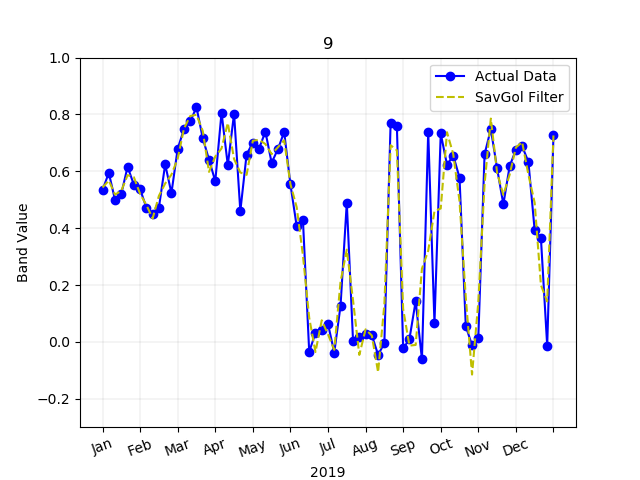 9
Actual Data
SavGol Filter
1.0
0.8
0.6
0.4
0.2
0.0
−0.2
Band Value
Jan Feb Mar Apr May Jun Jul Aug Sep Oct Nov Dec
2019